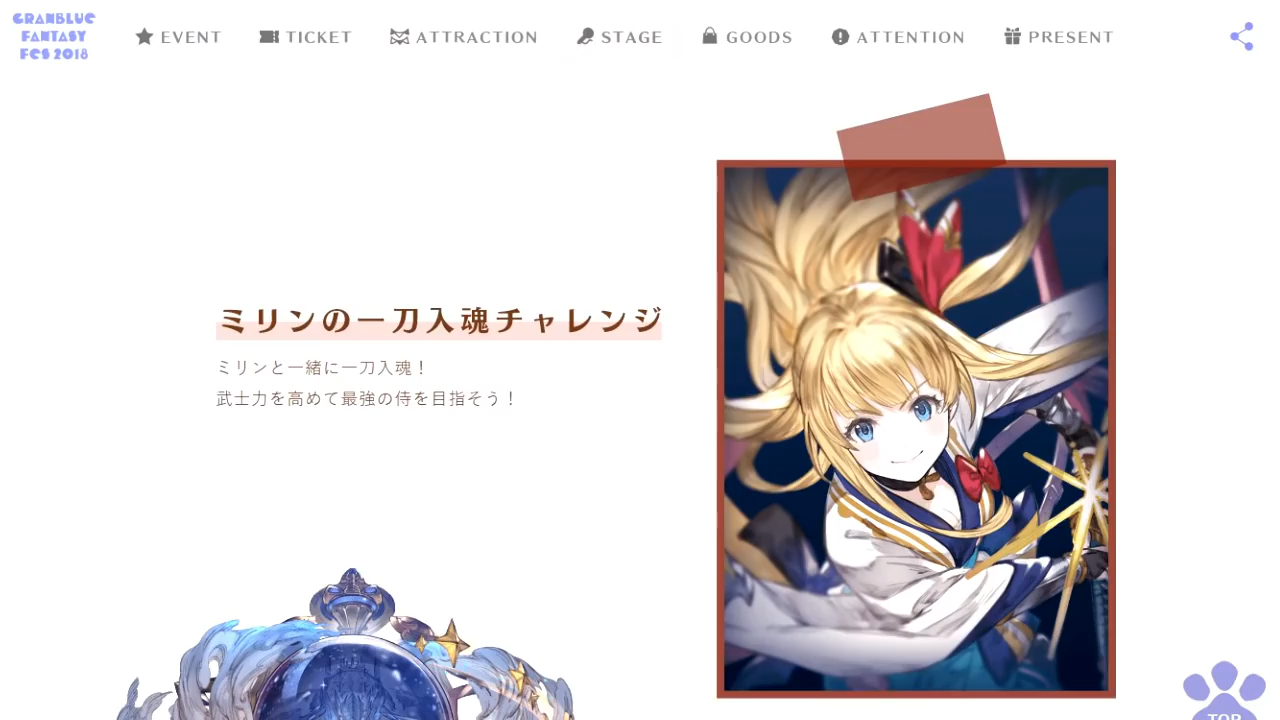 GRANBLUE
FANTASY
FES 2018
EVENT
TICKET
ATTRACTION
STAGE
GOODS
ATTENTION
PRESENT
ミリンの一刀入魂チャレンジ
ミリンと一緒に一刀入魂！
武士力を高めて最強の侍を目指そう！
TOP